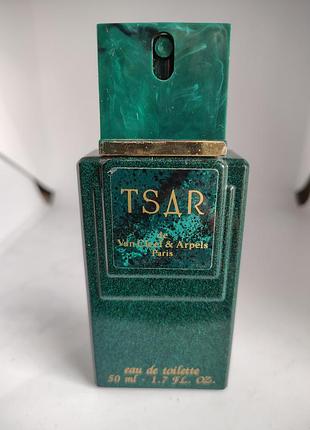 TSAR
de
Van Cleef & Arpels
Paris
eau de toilette
50 ml - 1.7 FL. OZ.